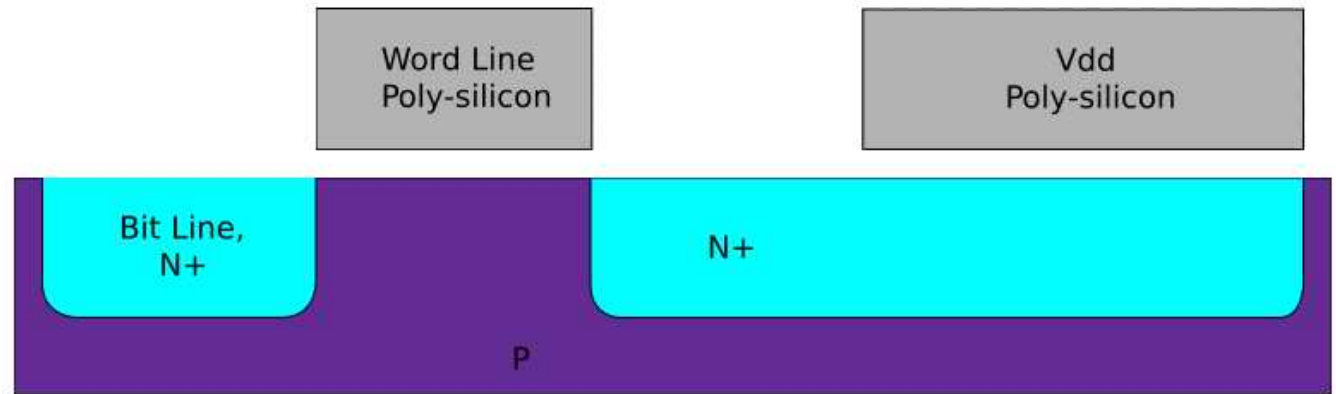 Word Line
Poly-silicon
Vdd
Poly-silicon
Bit Line,
N+
N+
P